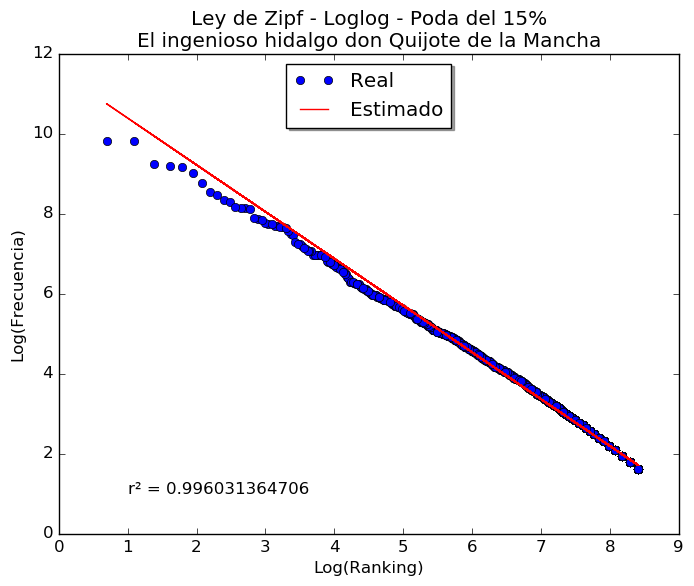 Ley de Zipf - Loglog - Poda del 15%
El ingenioso hidalgo don Quijote de la Mancha
Real
Estimado
12
10
8
6
4
2
0
Log(Frecuencia)
r² = 0.996031364706
0 1 2 3 4 5 6 7 8 9
Log(Ranking)